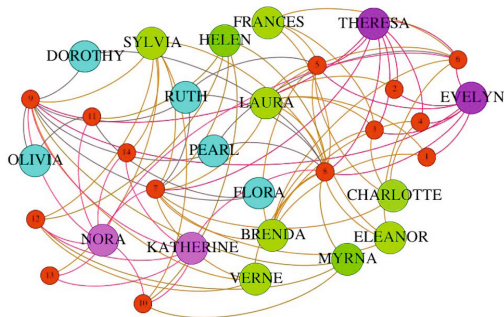 FRANCES
THERESA
SYLVIA
HELEN
DOROTHY
5
6
RUTH
LAURA
2
EVELYN
9
11
4
3
OLIVIA
14
PEARL
1
8
7
FLORA
CHARLOTTE
12
NORA
KATHERINE
BRENDA
ELEANOR
MYRNA
13
VERNE
10